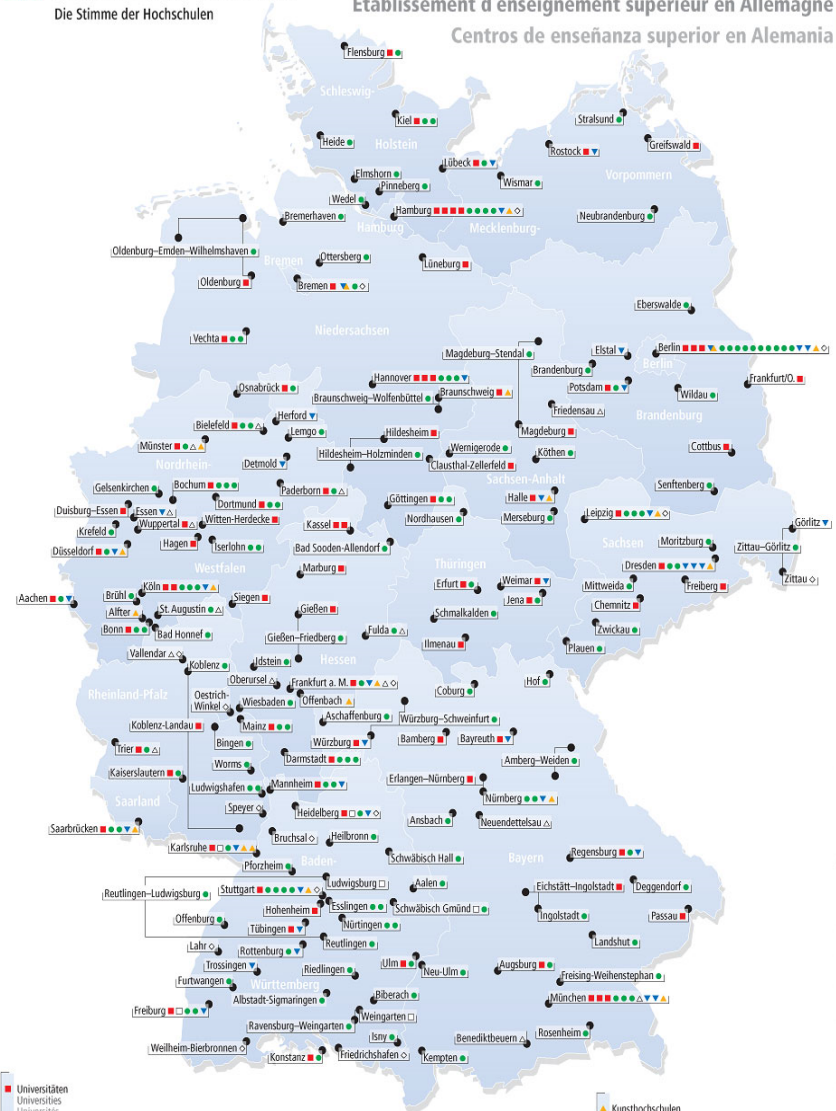 Etablissement d'enseignement supérieur en Allemagne
Die Stimme der Hochschulen
Centros de enseñanza superior en Alemania
Flensburg
Schleswig-
Kiel
Stralsund
Heide
Holstein
Greifswald
Rostock
Lübeck
Elmshorn
Vorpommern
Pinneberg
Wismar
Wedel
Bremerhaven
Hamburg
Neubrandenburg
Hamburg
Mecklenburg-
Oldenburg–Emden–Wilhelmshaven
Ottersberg
Bremen
Lüneburg
Oldenburg
Bremen
Eberswalde
Niedersachsen
Vechta
Magdeburg–Stendal
Elstal
Berlin
Berlin
Brandenburg
Hannover
Frankfurt/O.
Osnabrück
Potsdam
Braunschweig
Wildau
Braunschweig–Wolfenbüttel
Friedensau
Herford
Brandenburg
Bielefeld
Lemgo
Hildesheim
Magdeburg
Münster
Cottbus
Wernigerode
Hildesheim–Holzminden
Köthen
Nordrhein-
Detmold
Clausthal-Zellerfeld
Sachsen-Anhalt
Gelsenkirchen
Bochum
Paderborn
Senftenberg
Halle
Göttingen
Dortmund
Duisburg–Essen
Essen
Leipzig
Nordhausen
Merseburg
Wuppertal
Witten-Herdecke
Kassel
Görlitz
Krefeld
Hagen
Iserlohn
Bad Sooden-Allendorf
Sachsen
Moritzburg
Zittau–Görlitz
Düsseldorf
Thüringen
Dresden
Westfalen
Marburg
Zittau
Erfurt
Weimar
Mittweida
Freiberg
Köln
Brühl
Aachen
Siegen
Jena
Chemnitz
Alfter
St. Augustin
Gießen
Schmalkalden
Bonn
Bad Honnef
Fulda
Zwickau
Gießen–Friedberg
Ilmenau
Plauen
Vallendar
Koblenz
Idstein
Hessen
Hof
Oberursel
Frankfurt a. M.
Coburg
Rheinland-Pfalz
Oestrich-
Winkel
Wiesbaden
Offenbach
Aschaffenburg
Würzburg–Schweinfurt
Koblenz-Landau
Mainz
Bingen
Würzburg
Bamberg
Bayreuth
Trier
Darmstadt
Amberg–Weiden
Worms
Kaiserslautern
Erlangen–Nürnberg
Ludwigshafen
Mannheim
Saarland
Nürnberg
Speyer
Heidelberg
Ansbach
Neuendettelsau
Saarbrücken
Bruchsal
Heilbronn
Karlsruhe
Regensburg
Schwäbisch Hall
Bayern
Pforzheim
Baden-
Ludwigsburg
Aalen
Eichstätt–Ingolstadt
Deggendorf
Reutlingen–Ludwigsburg
Stuttgart
Esslingen
Schwäbisch Gmünd
Hohenheim
Ingolstadt
Passau
Offenburg
Nürtingen
Tübingen
Reutlingen
Landshut
Lahr
Rottenburg
Ulm
Augsburg
Trossingen
Riedlingen
Neu-Ulm
Freising-Weihenstephan
Furtwangen
Württemberg
Biberach
Albstadt-Sigmaringen
München
Freiburg
Weingarten
Ravensburg–Weingarten
Rosenheim
Isny
Benediktbeuern
Weilheim-Bierbronnen
Konstanz
Friedrichshafen
Kempten
Universitäten
Universities
Universités
Kunsthochschulen